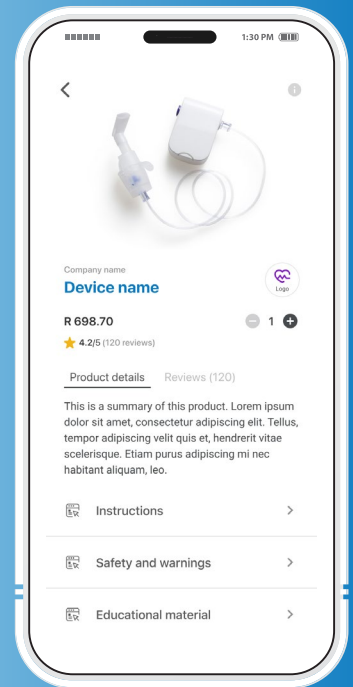 1:30 PM
Company name
Device name
Logo
R 698.70
1
4.2/5 (120 reviews)
Product details
Reviews (120)
This is a summary of this product. Lorem ipsum
dolor sit amet, consectetur adipiscing elit. Tellus,
tempor adipiscing velit quis et, hendrerit vitae
scelerisque. Etiam purus adipiscing mi nec
habitant aliquam, leo.
Instructions
Safety and warnings
Educational material